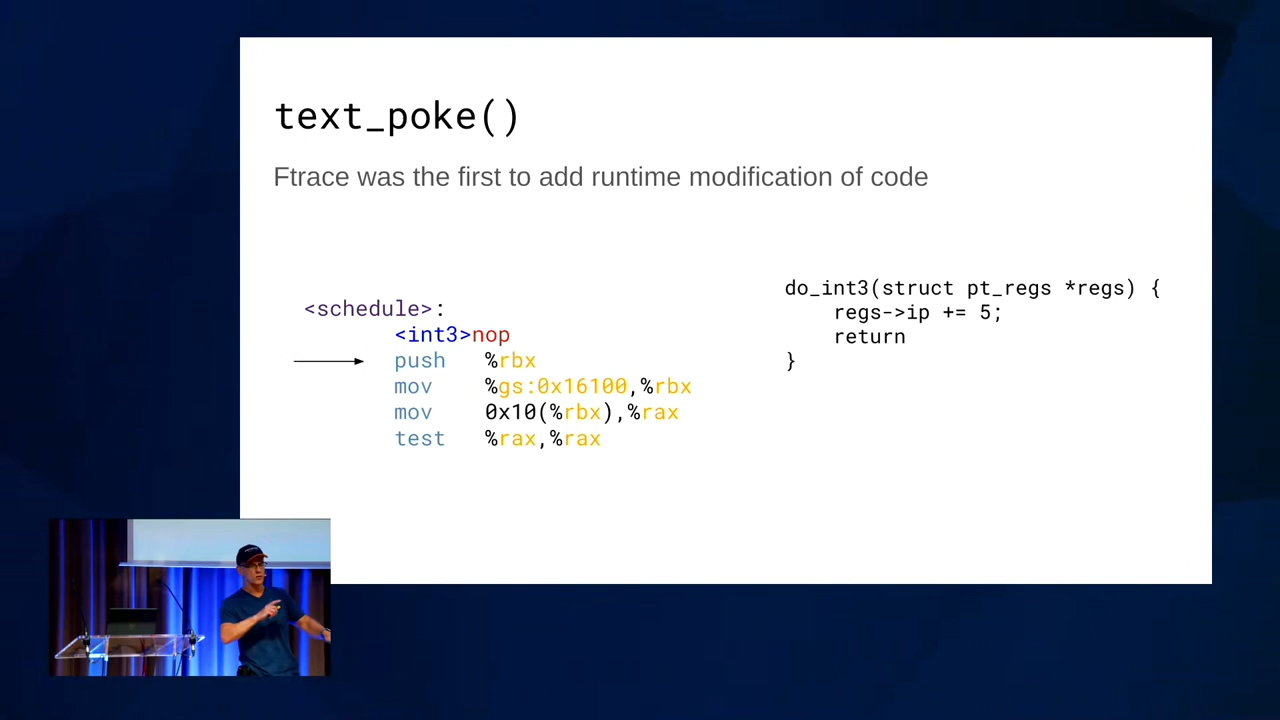 text_poke()
Ftrace was the first to add runtime modification of code
<schedule>:
<int3>nop
push %rbx
mov %gs:0x16100,%rbx
mov 0x10(%rbx),%rax
test %rax,%rax
do_int3(struct pt_regs *regs) {
regs->ip += 5;
return
}